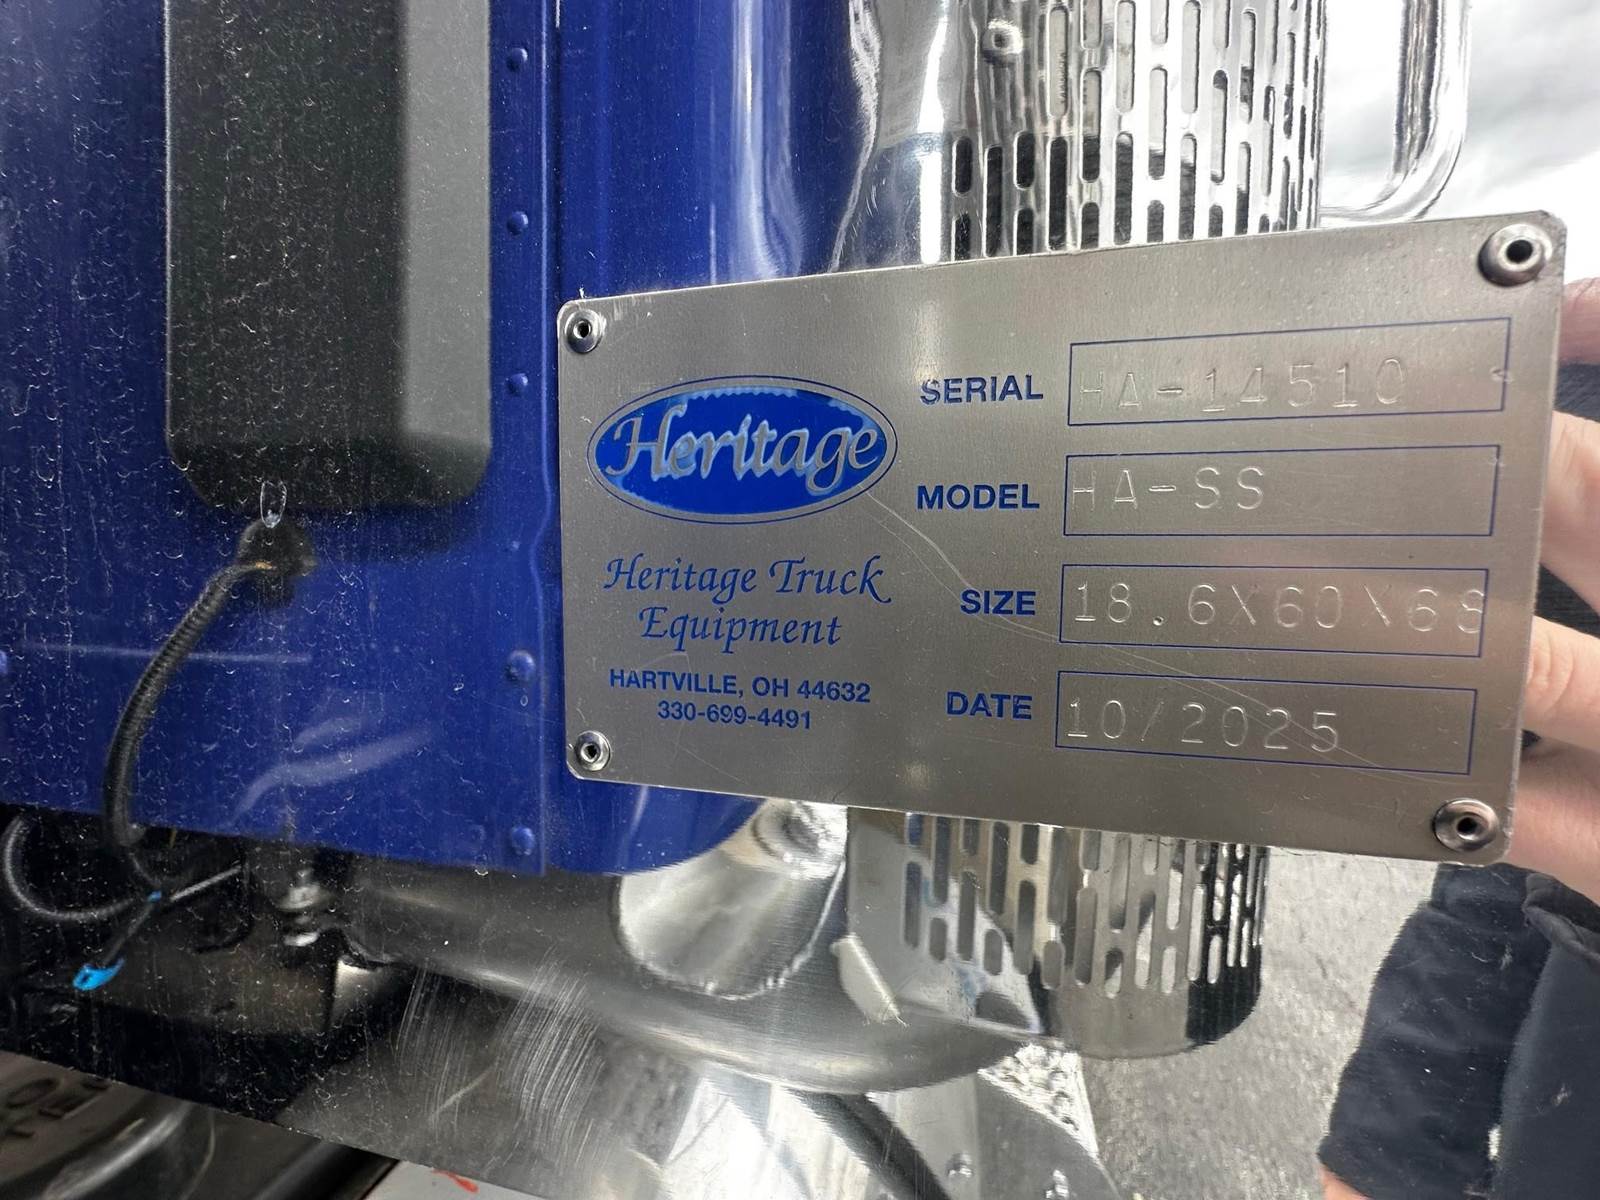 Heritage
Heritage Truck
Equipment
HARTVILLE, OH 44632
330-699-4491
SERIAL HA-14510
MODEL HA-SS
SIZE 18.6X60X68
DATE 10/2025